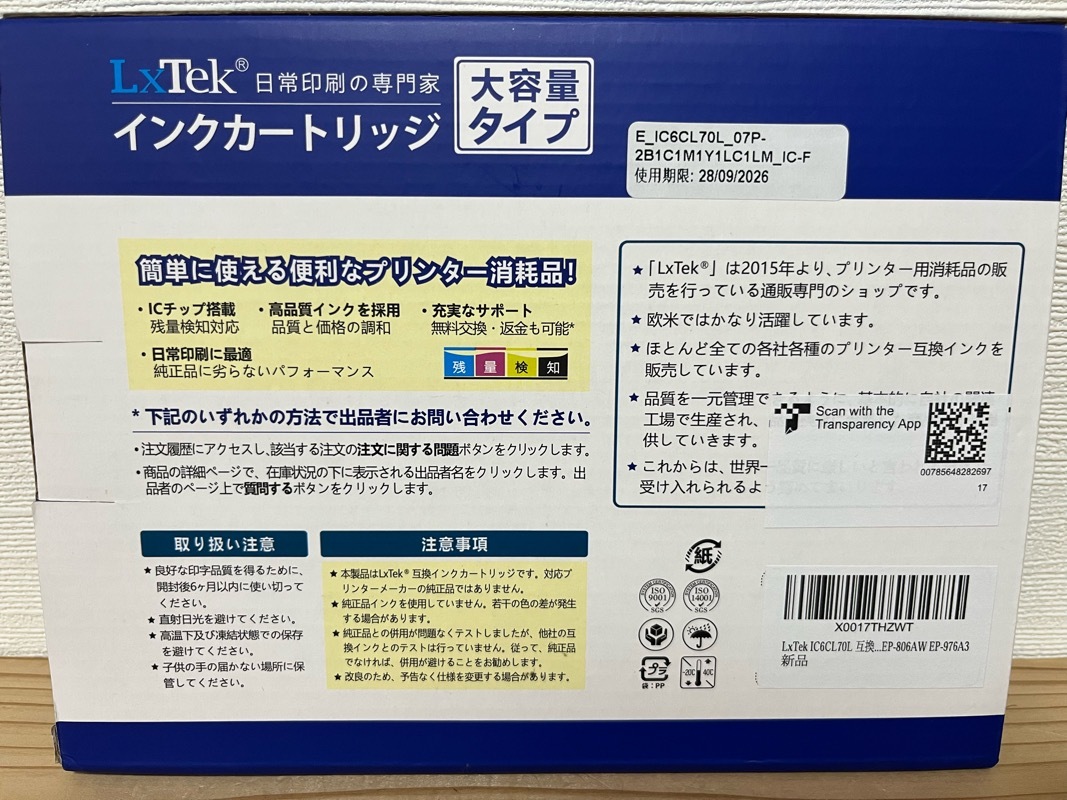 LxTek® 日常印刷の専門家
インクカートリッジ
大容量
タイプ
E_IC6CL70L_07P-
2B1C1M1Y1LC1LM_IC-F
使用期限: 28/09/2026
簡単に使える便利なプリンター消耗品!
・ICチップ搭載
残量検知対応
・高品質インクを採用
品質と価格の調和
・充実なサポート
無料交換・返金も可能*
・日常印刷に最適
純正品に劣らないパフォーマンス
残 量 検 知
* 下記のいずれかの方法で出品者にお問い合わせください。
・注文履歴にアクセスし、該当する注文の注文に関する問題ボタンをクリックします。
・商品の詳細ページで、在庫状況の下に表示される出品者名をクリックします。出
品者のページ上で質問するボタンをクリックします。
★「LxTek®」は2015年より、プリンター用消耗品の販
売を行っている通販専門のショップです。
★ 欧米ではかなり活躍しています。
★ ほとんど全ての各社各種のプリンター互換インクを
販売しています。
★ 品質を一元管理で
工場で生産され、
供していきます。
★ これからは、世界
受け入れられるよ
Scan with the
Transparency App
00785648282697
17
取り扱い注意
★ 良好な印字品質を得るために、
開封後6ヶ月以内に使い切って
ください。
★ 直射日光を避けてください。
★ 高温下及び凍結状態での保存
を避けてください。
★ 子供の手の届かない場所に保
管してください。
注意事項
★ 本製品はLxTek® 互換インクカートリッジです。対応プ
リンターメーカーの純正品ではありません。
★ 純正品インクを使用していません。若干の色の差が発生
する場合があります。
★ 純正品との併用が問題なくテストしましたが、他社の互
換インクとのテストは行っていません。従って、純正品
でなければ、併用が避けることをお勧めします。
★ 改良のため、予告なく仕様を変更する場合があります。
紙
ISO
9001
SGS
ISO
14001
SGS
プラ
袋：PP
-20C 40C
X0017THZWT
LxTek IC6CL70L 互換...EP-806AW EP-976A3
新品